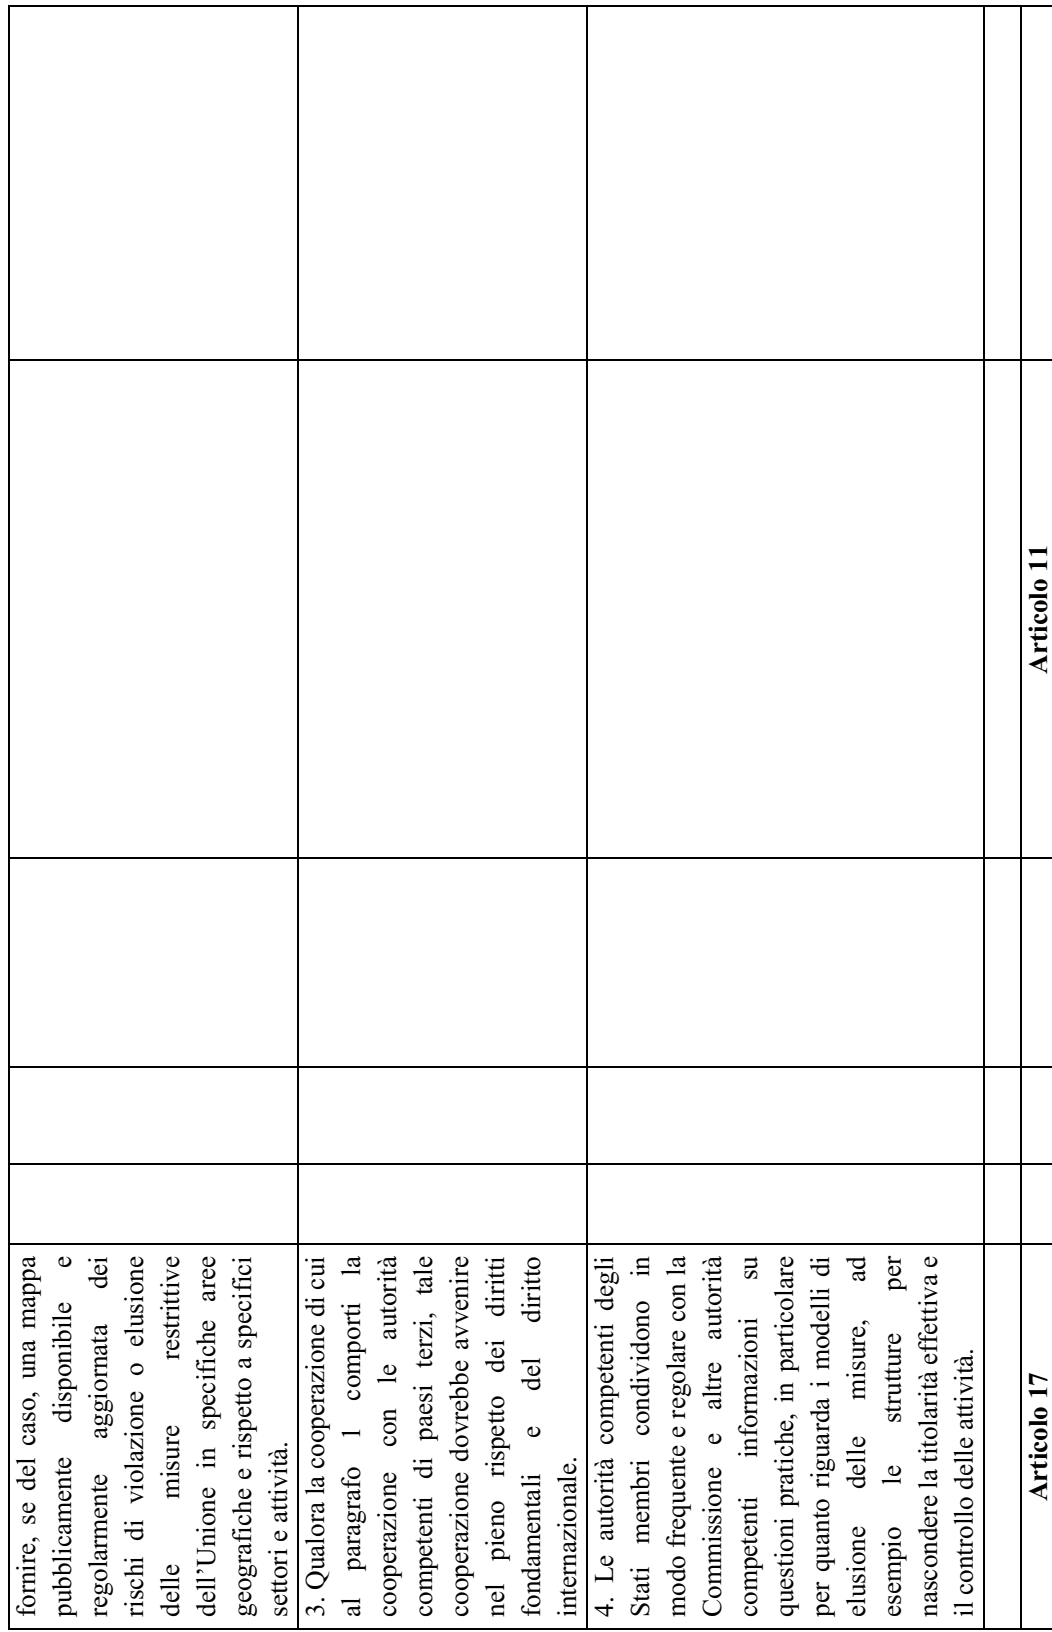 fornire, se del caso, una mappa
pubblicamente disponibile e
regolarmente aggiornata dei
rischi di violazione o elusione
delle misure restrittive
dell'Unione in specifiche aree
geografiche e rispetto a specifici
settori e attività.
3. Qualora la cooperazione di cui
al paragrafo 1 comporti la
cooperazione con le autorità
competenti di paesi terzi, tale
cooperazione dovrebbe avvenire
nel pieno rispetto dei diritti
fondamentali e del diritto
internazionale.
4. Le autorità competenti degli
Stati membri condividono in
modo frequente e regolare con la
Commissione e altre autorità
competenti informazioni su
questioni pratiche, in particolare
per quanto riguarda i modelli di
elusione delle misure, ad
esempio le strutture per
nascondere la titolarità effettiva e
il controllo delle attività.
Articolo 17
Articolo 11